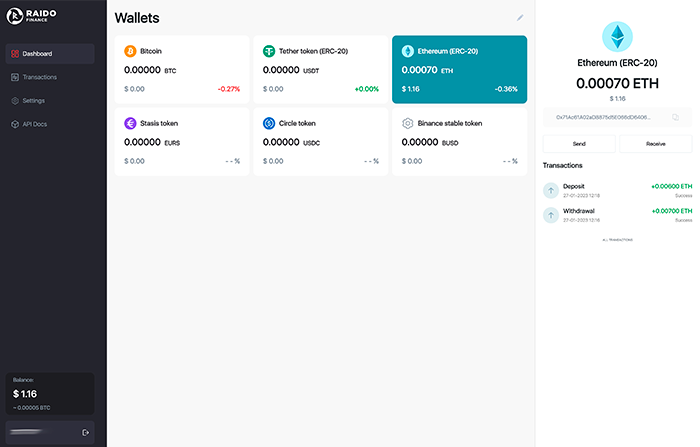 RAIDO
FINANCE
Dashboard
Transactions
Settings
API Docs
Balance:
$ 1.16
~ 0.00005 BTC
Wallets
Bitcoin
0.00000 BTC
$ 0.00 -0.27%
Tether token (ERC-20)
0.00000 USDT
$ 0.00 +0.00%
Ethereum (ERC-20)
0.00070 ETH
$ 1.16 -0.36%
Stasis token
0.00000 EURS
$ 0.00 - - %
Circle token
0.00000 USDC
$ 0.00 - - %
Binance stable token
0.00000 BUSD
$ 0.00 - - %
Ethereum (ERC-20)
0.00070 ETH
$ 1.16
Send
Receive
Transactions
Deposit +0.00600 ETH
27-01-2023 12:19 Success
Withdrawal +0.00700 ETH
27-01-2023 12:16 Success
ALL TRANSACTIONS